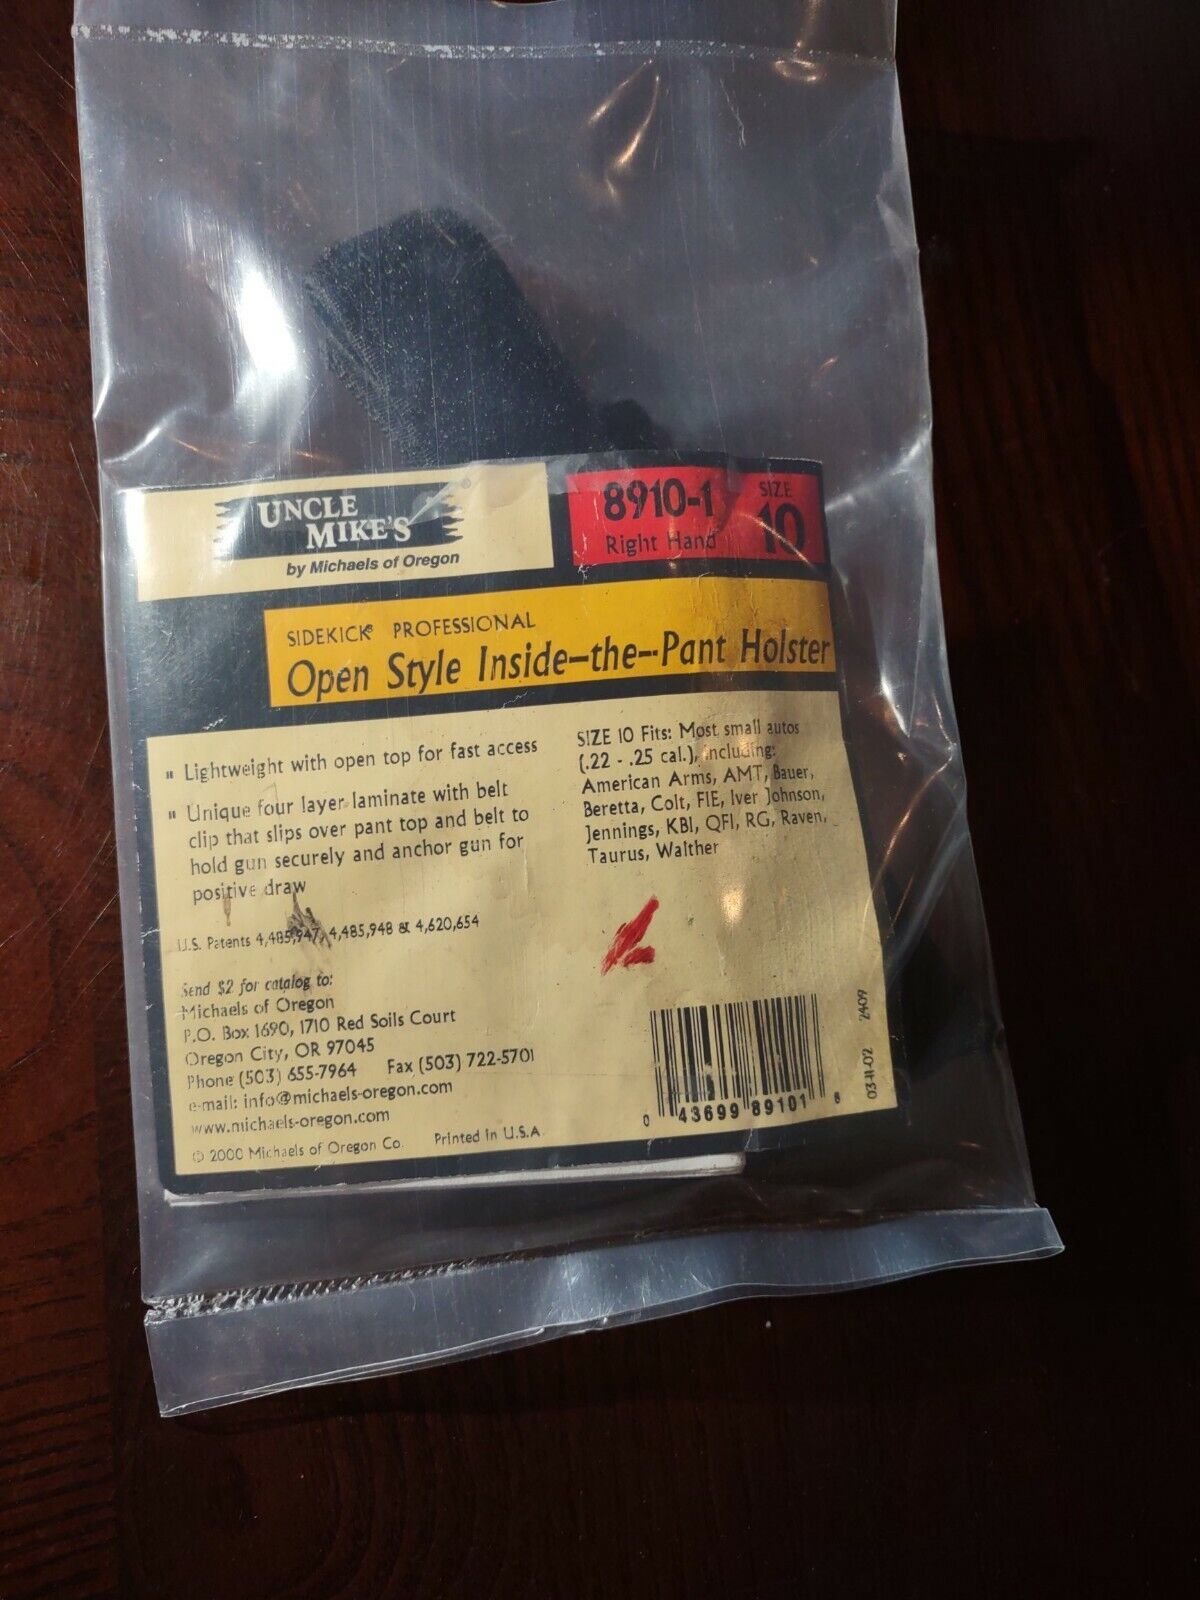 UNCLE
MIKE'S®
by Michaels of Oregon
8910-1
Right Hand
SIZE
10
SIDEKICK® PROFESSIONAL
Open Style Inside-the-Pant Holster
" Lightweight with open top for fast access
" Unique four layer laminate with belt
clip that slips over pant top and belt to
hold gun securely and anchor gun for
positive draw
U.S. Patents 4,485,947, 4,485,948 & 4,620,654
Send $2 for catalog to:
Michaels of Oregon
P.O. Box 1690, 1710 Red Soils Court
Oregon City, OR 97045
Phone (503) 655-7964 Fax (503) 722-5701
e-mail: info@michaels-oregon.com
www.michaels-oregon.com
© 2000 Michaels of Oregon Co. Printed in U.S.A
SIZE 10 Fits: Most small autos
(.22 - .25 cal.), including:
American Arms, AMT, Bauer,
Beretta, Colt, FIE, Iver Johnson,
Jennings, KBI, QFI, RG, Raven,
Taurus, Walther
0 43699 89101 8
03-11-02 2409